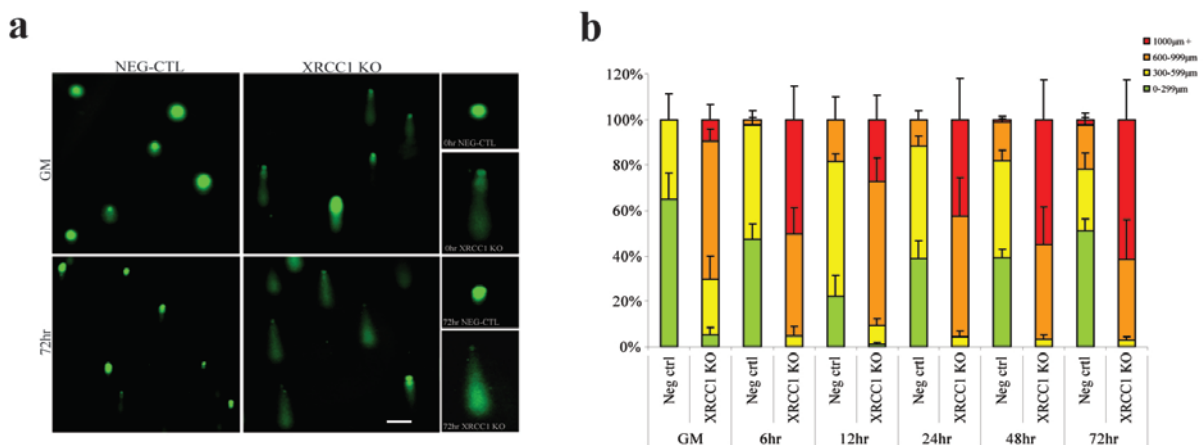 a
NEG-CTL XRCC1 KO
GM
0hr NEG-CTL
0hr XRCC1 KO
72hr
72hr NEG-CTL
72hr XRCC1 KO
b
1000μm +
600-999μm
300-599μm
0-299μm
120%
100%
80%
60%
40%
20%
0%
Neg ctrl XRCC1 KO Neg crtl XRCC1 KO Neg ctrl XRCC1 KO Neg ctrl XRCC1 KO Neg ctrl XRCC1 KO Neg crtl XRCC1 KO
GM 6hr 12hr 24hr 48hr 72hr